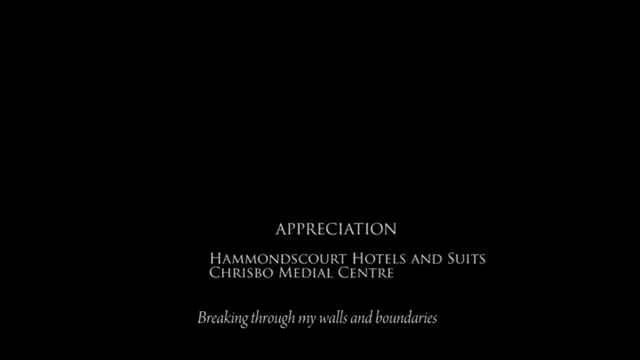 APPRECIATION
Hammondscourt Hotels and Suits
Chrisbo Medial Centre
Breaking through my walls and boundaries